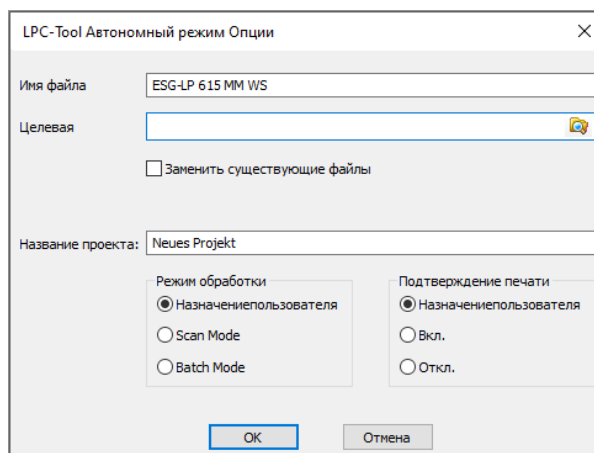 LPC-Tool Автономный режим Опции
Имя файла ESG-LP 615 MM WS
Целевая
Заменить существующие файлы
Название проекта: Neues Projekt
Режим обработки Подтверждение печати
Назначениепользователя Назначениепользователя
Scan Mode Вкл.
Batch Mode Откл.
OK Отмена